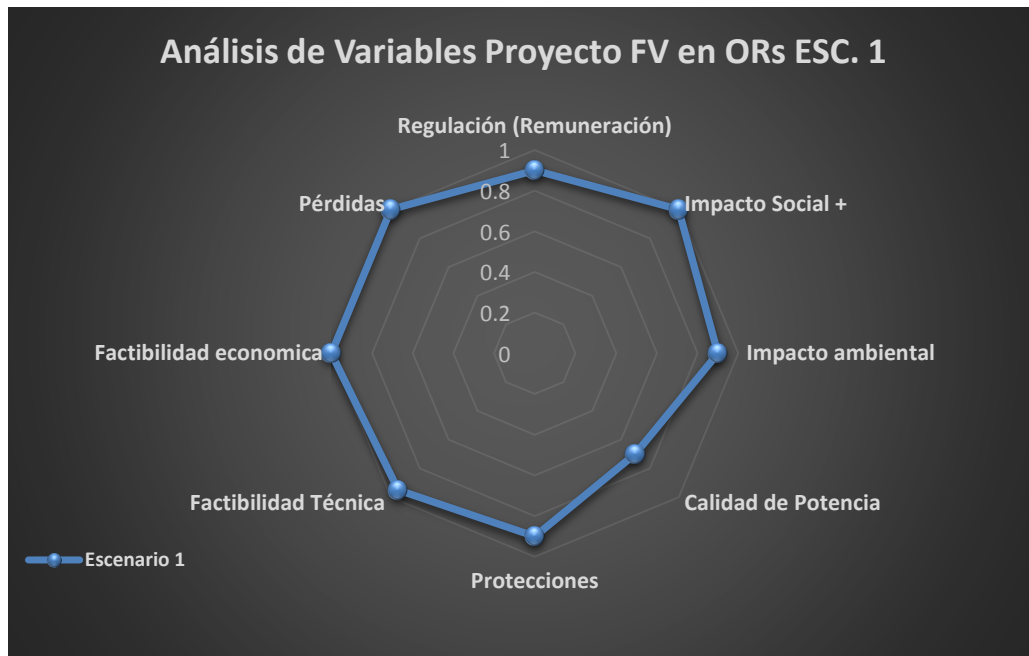 Análisis de Variables Proyecto FV en ORs ESC. 1
Regulación (Remuneración)
1
Pérdidas
0.8
Impacto Social +
0.6
0.4
0.2
Factibilidad economica
0
Impacto ambiental
Factibilidad Técnica
Calidad de Potencia
Escenario 1
Protecciones